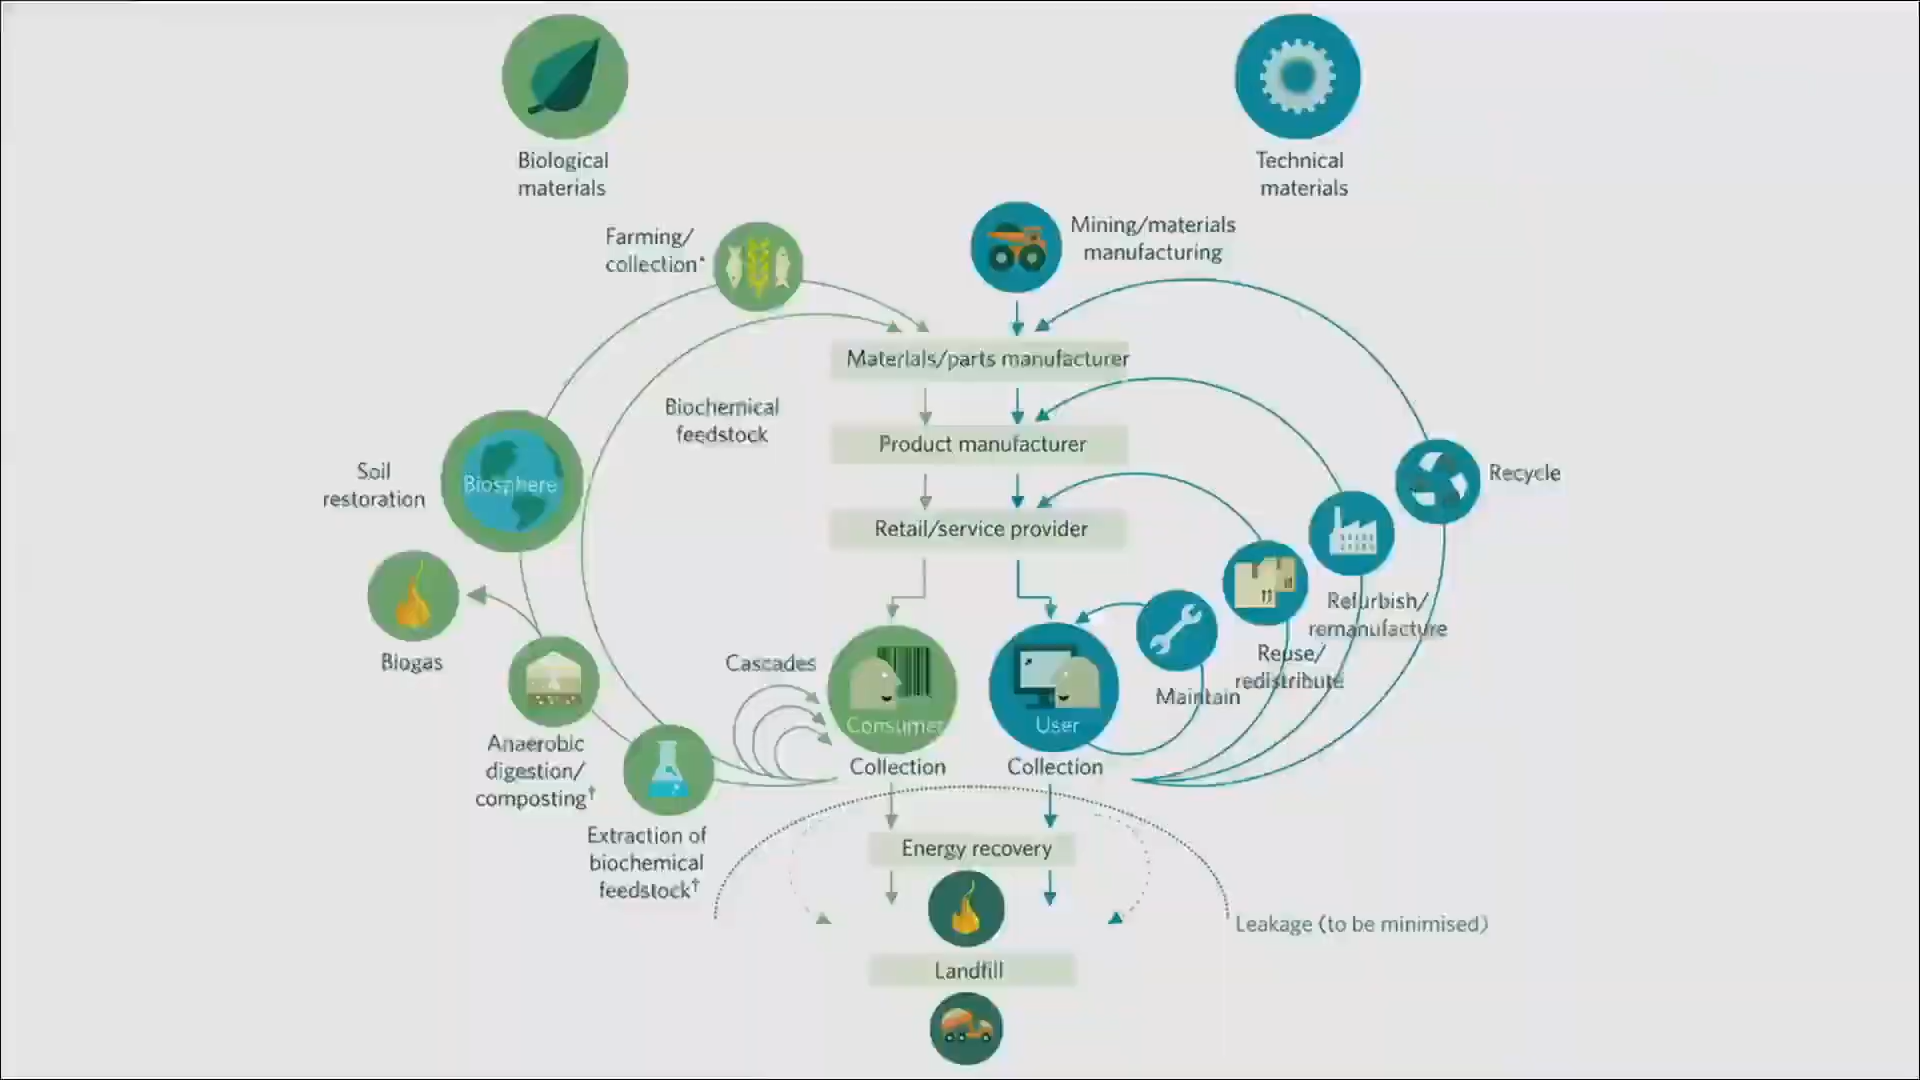 Biological
materials
Technical
materials
Farming/
collection*
Mining/materials
manufacturing
Materials/parts manufacturer
Biochemical
feedstock
Product manufacturer
Soil
restoration
Biosphere
Recycle
Retail/service provider
Biogas
Refurbish/
remanufacture
Reuse/
redistribute
Maintain
Cascades
Consumer
User
Anaerobic
digestion/
composting†
Collection
Collection
Extraction of
biochemical
feedstock†
Energy recovery
Leakage (to be minimised)
Landfill